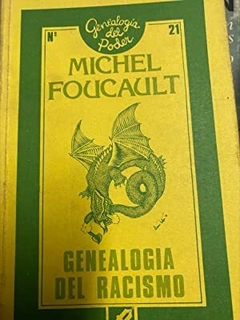 Nº
Genealogía
del
Poder
21
MICHEL
FOUCAULT
GENEALOGIA
DEL RACISMO